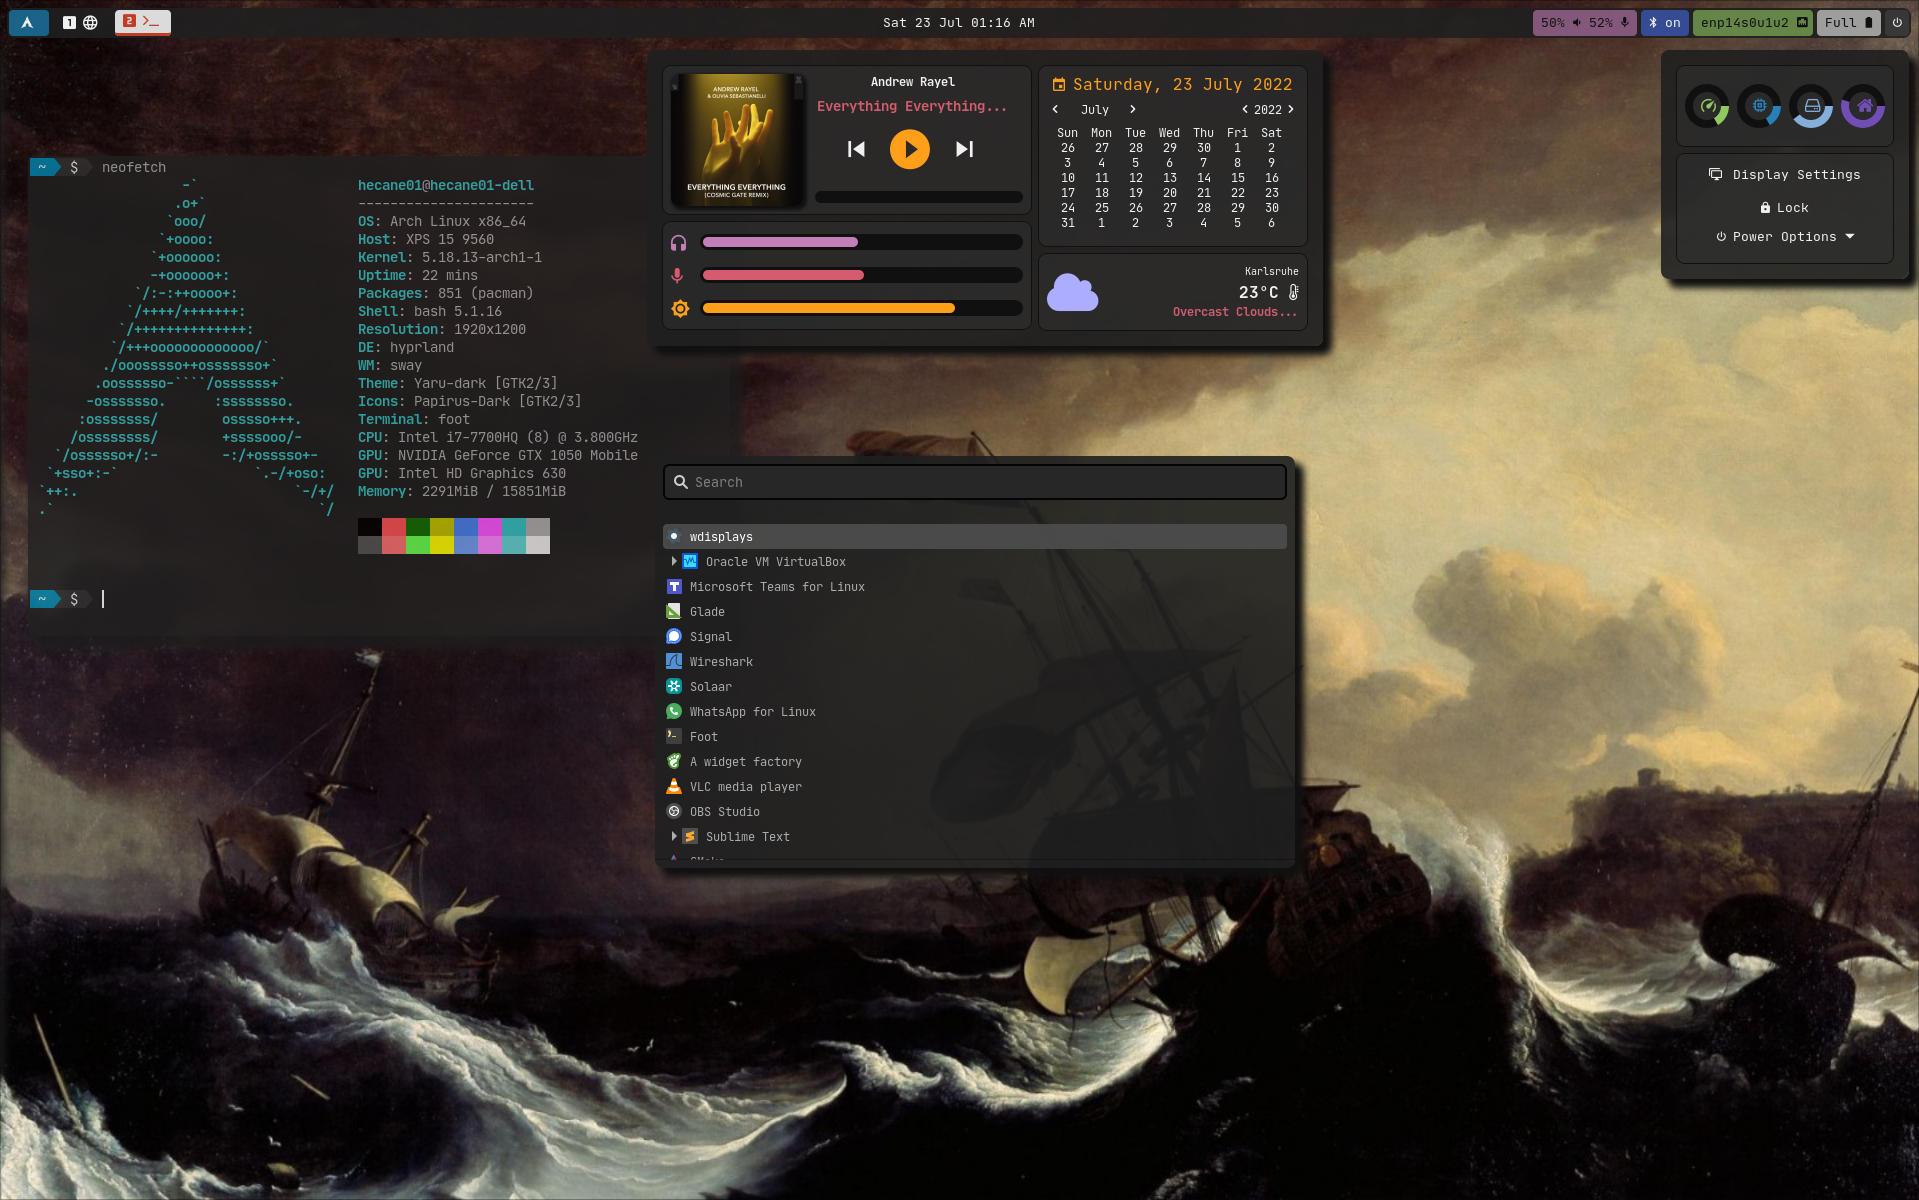 1
2
Sat 23 Jul 01:16 AM
50% 52%
on
enp14s0u1u2
Full
~ $ neofetch
hecane01@hecane01-dell
----------------------
OS: Arch Linux x86_64
Host: XPS 15 9560
Kernel: 5.18.13-arch1-1
Uptime: 22 mins
Packages: 851 (pacman)
Shell: bash 5.1.16
Resolution: 1920x1200
DE: hyprland
WM: sway
Theme: Yaru-dark [GTK2/3]
Icons: Papirus-Dark [GTK2/3]
Terminal: foot
CPU: Intel i7-7700HQ (8) @ 3.800GHz
GPU: NVIDIA GeForce GTX 1050 Mobile
GPU: Intel HD Graphics 630
Memory: 2291MiB / 15851MiB
~ $
ANDREW RAYEL
& OLIVIA SEBASTIANELLI
EVERYTHING EVERYTHING
(COSMIC GATE REMIX)
Andrew Rayel
Everything Everything...
Saturday, 23 July 2022
July 2022
Sun Mon Tue Wed Thu Fri Sat
26 27 28 29 30 1 2
3 4 5 6 7 8 9
10 11 12 13 14 15 16
17 18 19 20 21 22 23
24 25 26 27 28 29 30
31 1 2 3 4 5 6
Karlsruhe
23°C
Overcast Clouds...
Display Settings
Lock
Power Options
Search
wdisplays
Oracle VM VirtualBox
Microsoft Teams for Linux
Glade
Signal
Wireshark
Solaar
WhatsApp for Linux
Foot
A widget factory
VLC media player
OBS Studio
Sublime Text